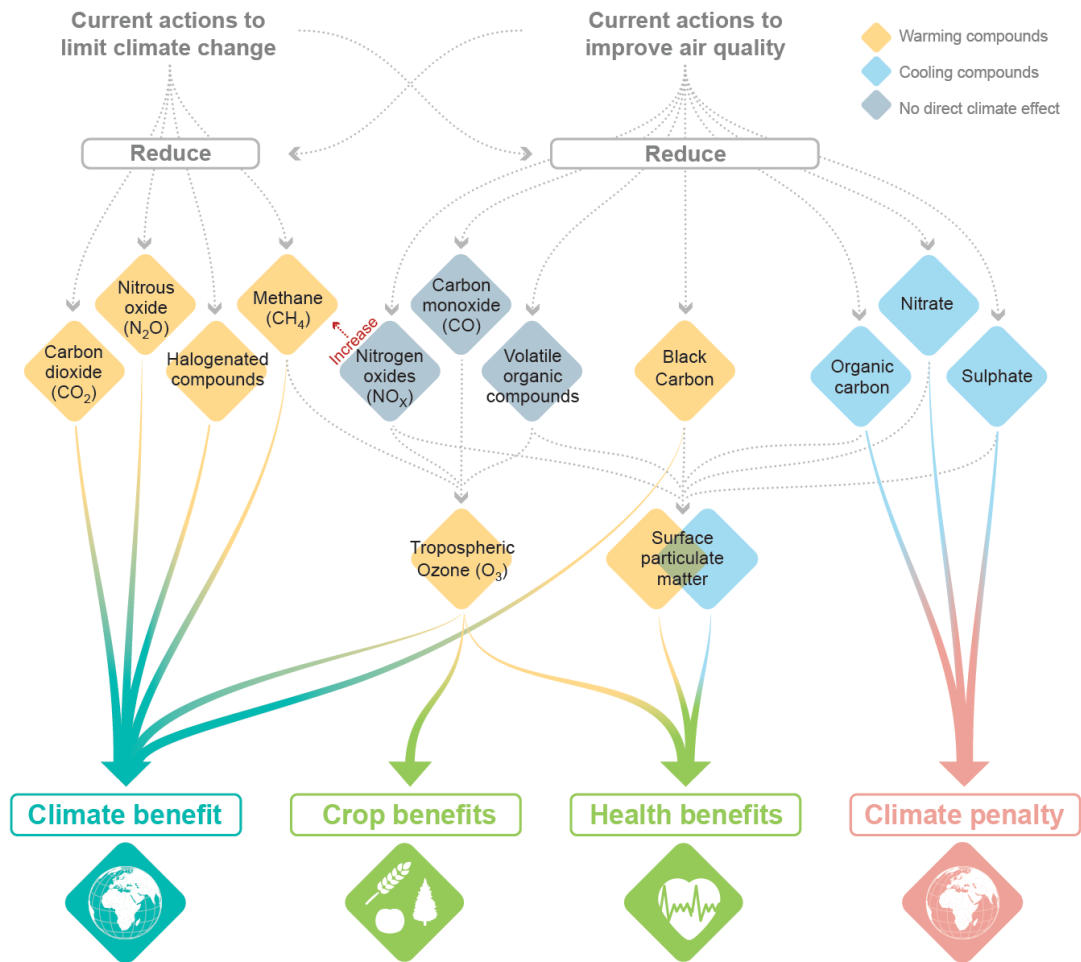 Current actions to
limit climate change
Current actions to
improve air quality
Warming compounds
Cooling compounds
No direct climate effect
Reduce
Reduce
Nitrous
oxide
(N₂O)
Methane
(CH₄)
Carbon
monoxide
(CO)
Nitrate
Increase
Carbon
dioxide
(CO₂)
Halogenated
compounds
Nitrogen
oxides
(NOₓ)
Volatile
organic
compounds
Black
Carbon
Organic
carbon
Sulphate
Tropospheric
Ozone (O₃)
Surface
particulate
matter
Climate benefit
Crop benefits
Health benefits
Climate penalty